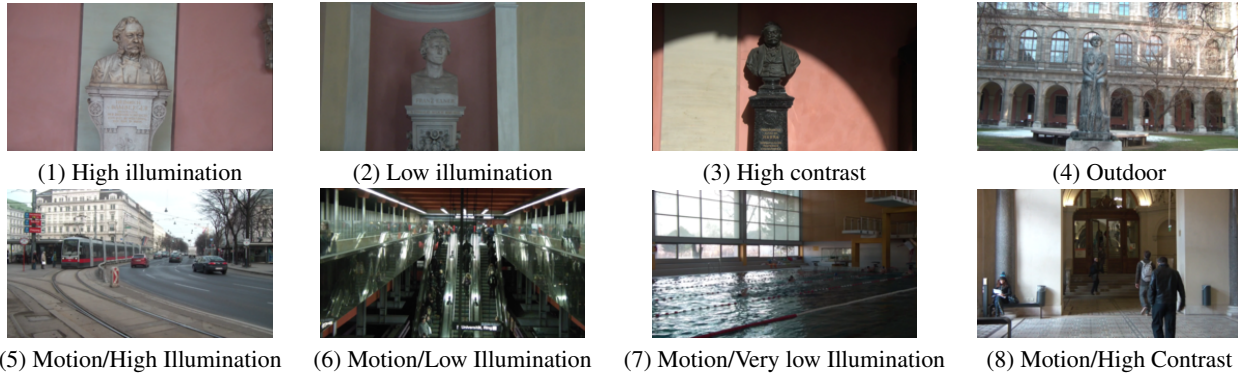 (1) High illumination
(2) Low illumination
(3) High contrast
(4) Outdoor
(5) Motion/High Illumination
(6) Motion/Low Illumination
(7) Motion/Very low Illumination
(8) Motion/High Contrast